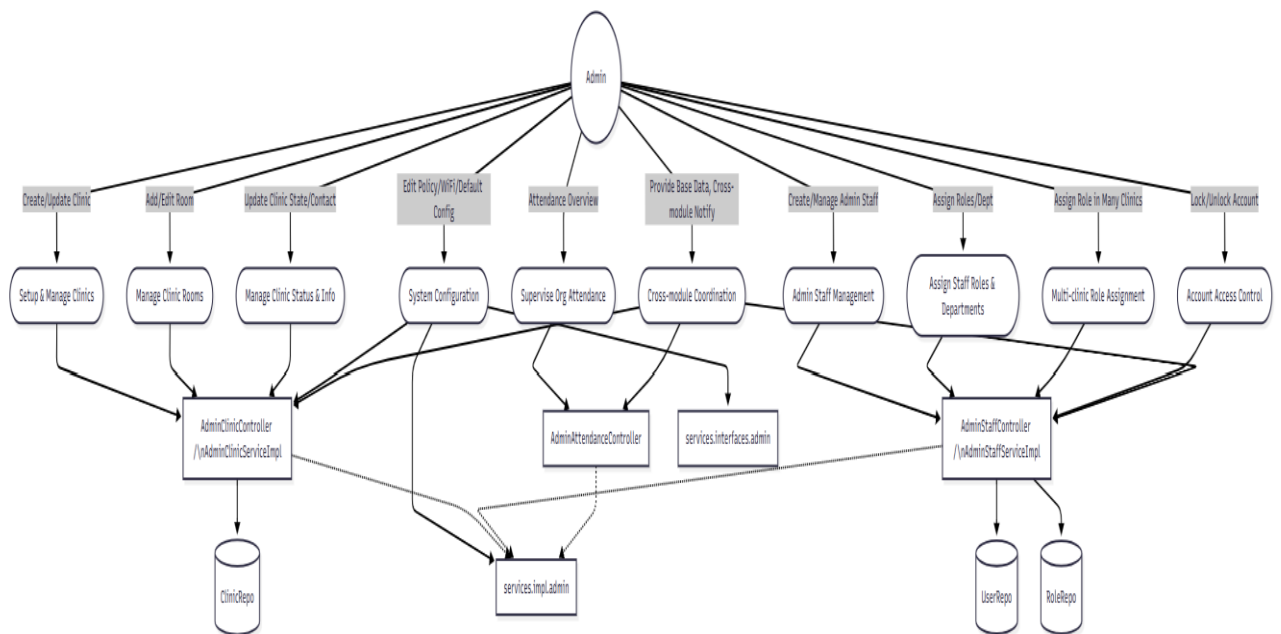 Admin
Create/Update Clinic
Add/Edit Room
Update Clinic State/Contact
Edit Policy/WiFi/Default
Config
Attendance Overview
Provide Base Data, Cross-
module Notify
Create/Manage Admin Staff
Assign Roles/Dept
Assign Role in Many Clinics
Lock/Unlock Account
Setup & Manage Clinics
Manage Clinic Rooms
Manage Clinic Status & Info
System Configuration
Supervise Org Attendance
Cross-module Coordination
Admin Staff Management
Assign Staff Roles &
Departments
Multi-clinic Role Assignment
Account Access Control
AdminClinicController
/\nAdminClinicServiceImpl
AdminAttendanceController
services.interfaces.admin
AdminStaffController
/\nAdminStaffServiceImpl
ClinicRepo
services.impl.admin
UserRepo
RoleRepo